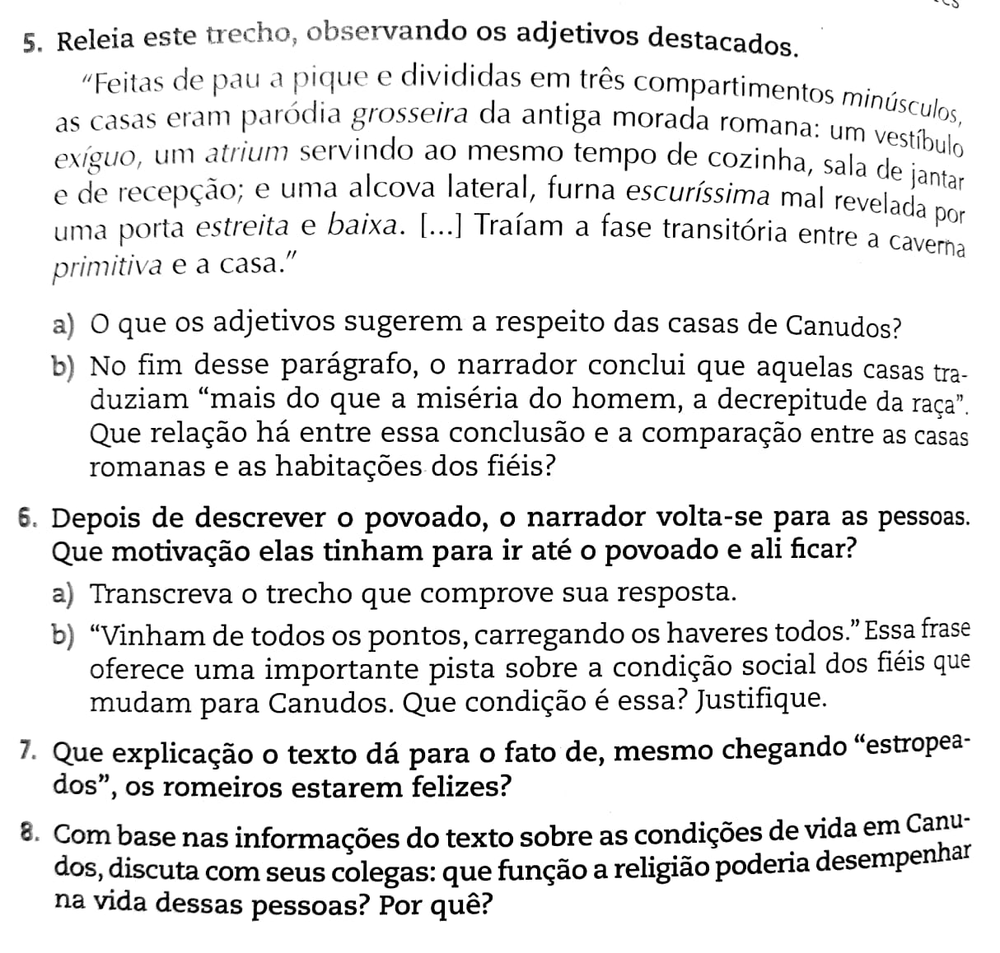 5. Releia este trecho, observando os adjetivos destacados.
“Feitas de pau a pique e divididas em três compartimentos minúsculos,
as casas eram paródia grosseira da antiga morada romana: um vestíbulo
exíguo, um atrium servindo ao mesmo tempo de cozinha, sala de jantar
e de recepção; e uma alcova lateral, furna escuríssima mal revelada por
uma porta estreita e baixa. [...] Traíam a fase transitória entre a caverna
primitiva e a casa.”
a) O que os adjetivos sugerem a respeito das casas de Canudos?
b) No fim desse parágrafo, o narrador conclui que aquelas casas tra-
duziam “mais do que a miséria do homem, a decrepitude da raça”.
Que relação há entre essa conclusão e a comparação entre as casas
romanas e as habitações dos fiéis?
6. Depois de descrever o povoado, o narrador volta-se para as pessoas.
Que motivação elas tinham para ir até o povoado e ali ficar?
a) Transcreva o trecho que comprove sua resposta.
b) “Vinham de todos os pontos, carregando os haveres todos.” Essa frase
oferece uma importante pista sobre a condição social dos fiéis que
mudam para Canudos. Que condição é essa? Justifique.
7. Que explicação o texto dá para o fato de, mesmo chegando “estropea-
dos”, os romeiros estarem felizes?
8. Com base nas informações do texto sobre as condições de vida em Canu-
dos, discuta com seus colegas: que função a religião poderia desempenhar
na vida dessas pessoas? Por quê?